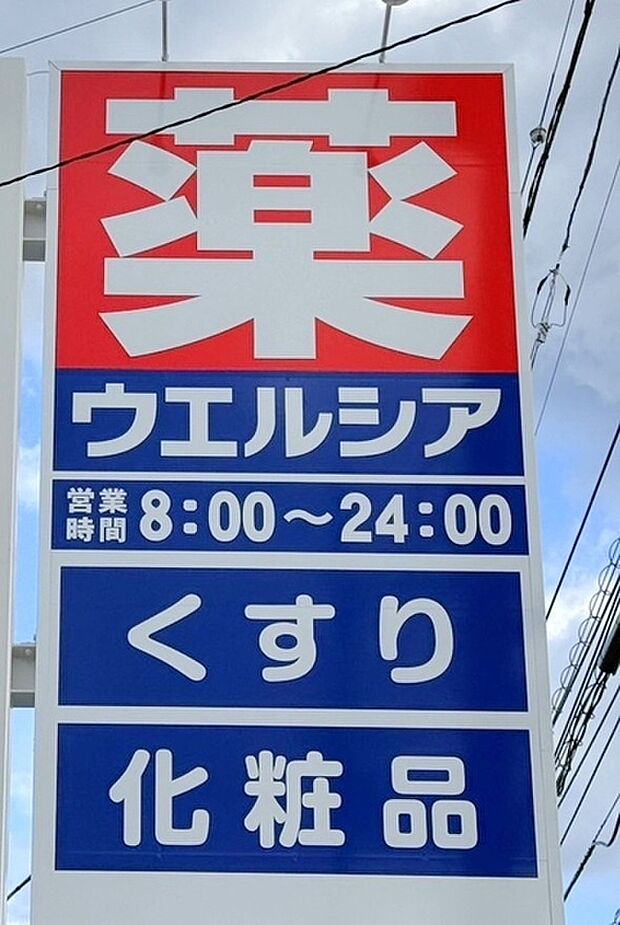 薬
ウエルシア
営業時間 8:00〜24:00
くすり
化粧品